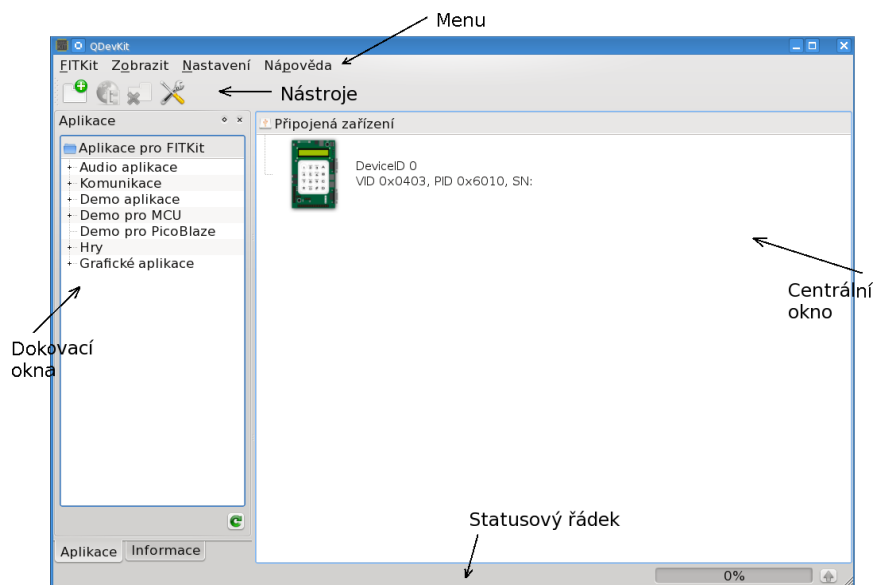 Menu
QDevKit
FITKit Zobrazit Nastavení Nápověda
Nástroje
Aplikace
Připojená zařízení
Aplikace pro FITKit
Audio aplikace
Komunikace
Demo aplikace
Demo pro MCU
Demo pro PicoBlaze
Hry
Grafické aplikace
DeviceID 0
VID 0x0403, PID 0x6010, SN:
Centrální
okno
Dokovací
okna
Statusový řádek
Aplikace Informace
0%